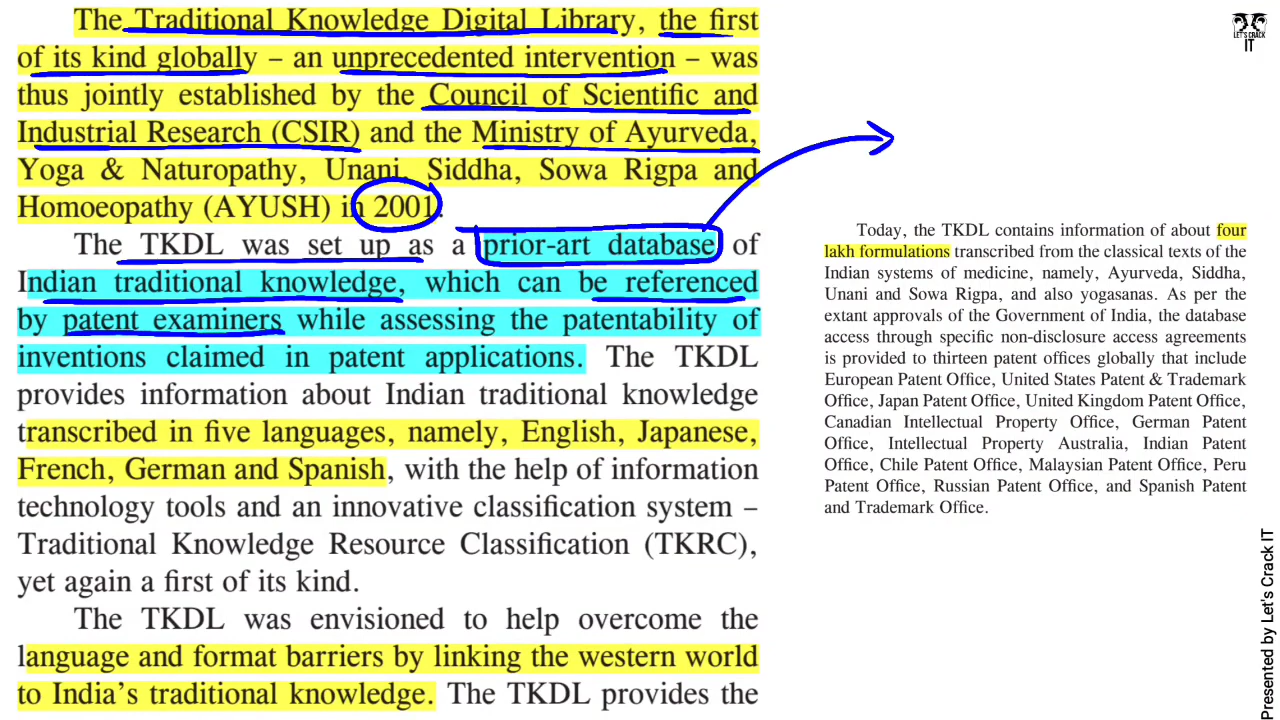 The Traditional Knowledge Digital Library, the first
of its kind globally – an unprecedented intervention – was
thus jointly established by the Council of Scientific and
Industrial Research (CSIR) and the Ministry of Ayurveda,
Yoga & Naturopathy, Unani, Siddha, Sowa Rigpa and
Homoeopathy (AYUSH) in 2001.
The TKDL was set up as a prior-art database of
Indian traditional knowledge, which can be referenced
by patent examiners while assessing the patentability of
inventions claimed in patent applications. The TKDL
provides information about Indian traditional knowledge
transcribed in five languages, namely, English, Japanese,
French, German and Spanish, with the help of information
technology tools and an innovative classification system –
Traditional Knowledge Resource Classification (TKRC),
yet again a first of its kind.
The TKDL was envisioned to help overcome the
language and format barriers by linking the western world
to India's traditional knowledge. The TKDL provides the
LET'S CRACK
IT
Today, the TKDL contains information of about four
lakh formulations transcribed from the classical texts of the
Indian systems of medicine, namely, Ayurveda, Siddha,
Unani and Sowa Rigpa, and also yogasanas. As per the
extant approvals of the Government of India, the database
access through specific non-disclosure access agreements
is provided to thirteen patent offices globally that include
European Patent Office, United States Patent & Trademark
Office, Japan Patent Office, United Kingdom Patent Office,
Canadian Intellectual Property Office, German Patent
Office, Intellectual Property Australia, Indian Patent
Office, Chile Patent Office, Malaysian Patent Office, Peru
Patent Office, Russian Patent Office, and Spanish Patent
and Trademark Office.
Presented by Let's Crack IT